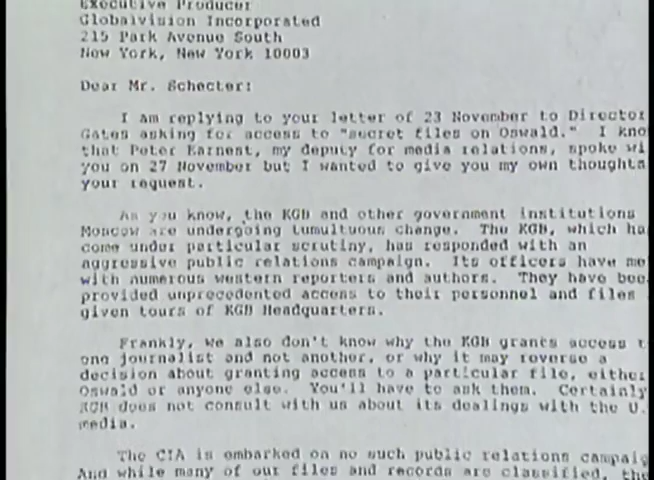 Executive Producer
Globalvision Incorporated
215 Park Avenue South
New York, New York 10003
Dear Mr. Schecter:
I am replying to your letter of 23 November to Director
Gates asking for access to "secret files on Oswald." I kno
that Peter Earnest, my deputy for media relations, spoke wi
you on 27 November but I wanted to give you my own thoughts
your request.
As you know, the KGB and other government institutions
Moscow are undergoing tumultuous change. The KGB, which ha
come under particular scrutiny, has responded with an
aggressive public relations campaign. Its officers have me
with numerous western reporters and authors. They have bee
provided unprecedented access to their personnel and files
given tours of KGB Headquarters.
Frankly, we also don't know why the KGB grants access t
one journalist and not another, or why it may reverse a
decision about granting access to a particular file, either
Oswald or anyone else. You'll have to ask them. Certainly
KGB does not consult with us about its dealings with the U.
media.
The CIA is embarked on no such public relations campaig
And while many of our files and records are classified, the